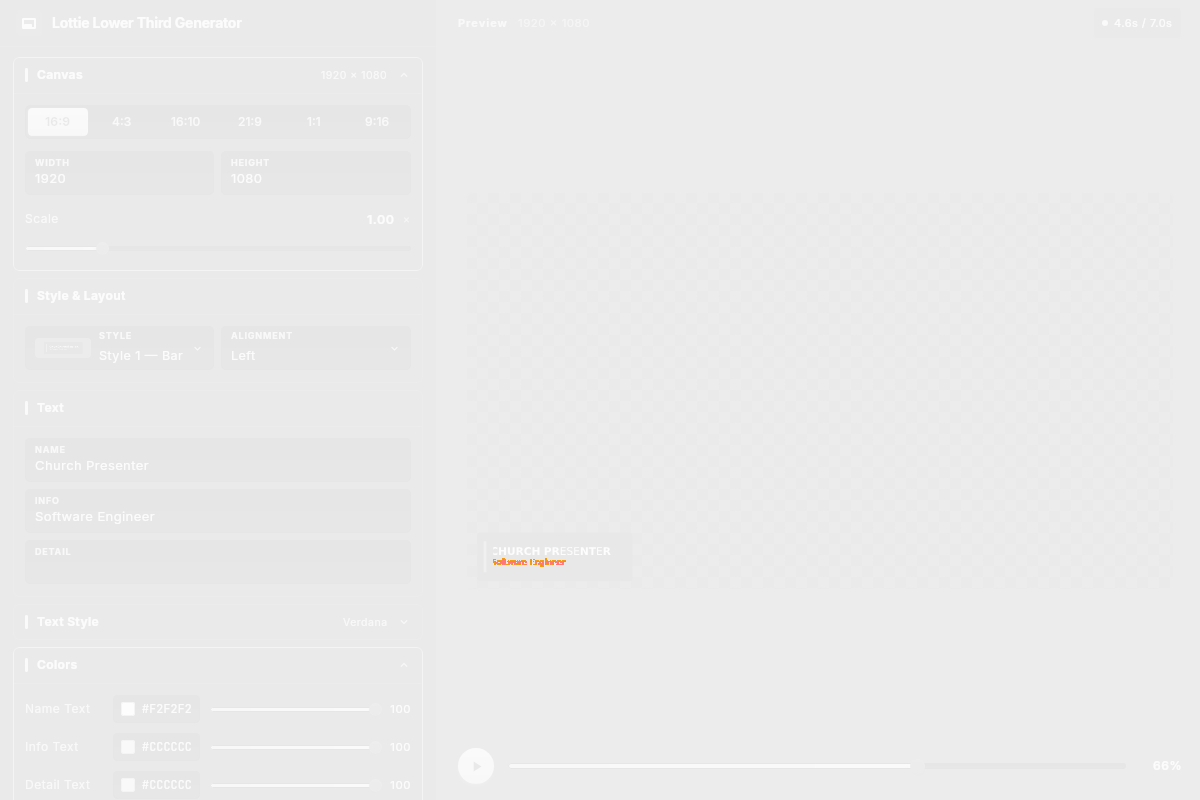 Lottie Lower Third Generator
Canvas
1920 × 1080
16:9 4:3 16:10 21:9 1:1 9:16
WIDTH
1920
HEIGHT
1080
Scale
1.00 ×
Style & Layout
STYLE
Style 1 — Bar
ALIGNMENT
Left
Text
NAME
Church Presenter
INFO
Software Engineer
DETAIL
Text Style
Verdana
Colors
Name Text #F2F2F2 100
Info Text #CCCCCC 100
Detail Text #CCCCCC 100
Preview 1920 × 1080
4.6s / 7.0s
CHURCH PRESENTER
Software Engineer
66%